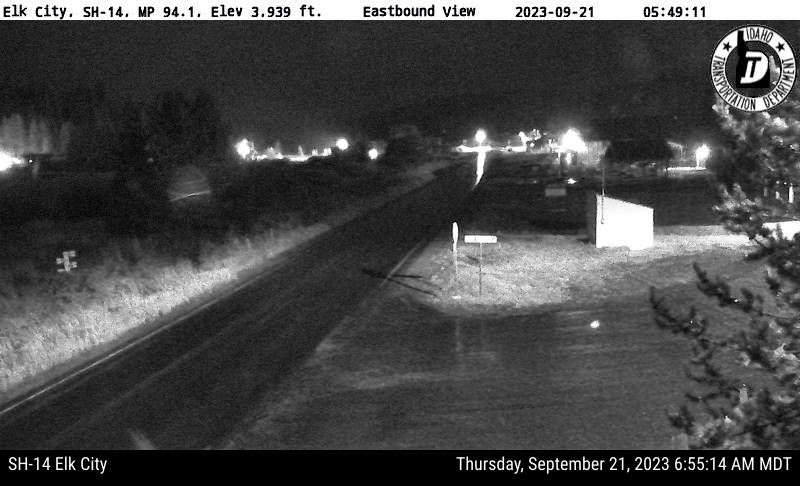 Elk City, SH-14, MP 94.1, Elev 3,939 ft. Eastbound View 2023-09-21 05:49:11
IDAHO
TRANSPORTATION DEPARTMENT
SH-14 Elk City Thursday, September 21, 2023 6:55:14 AM MDT